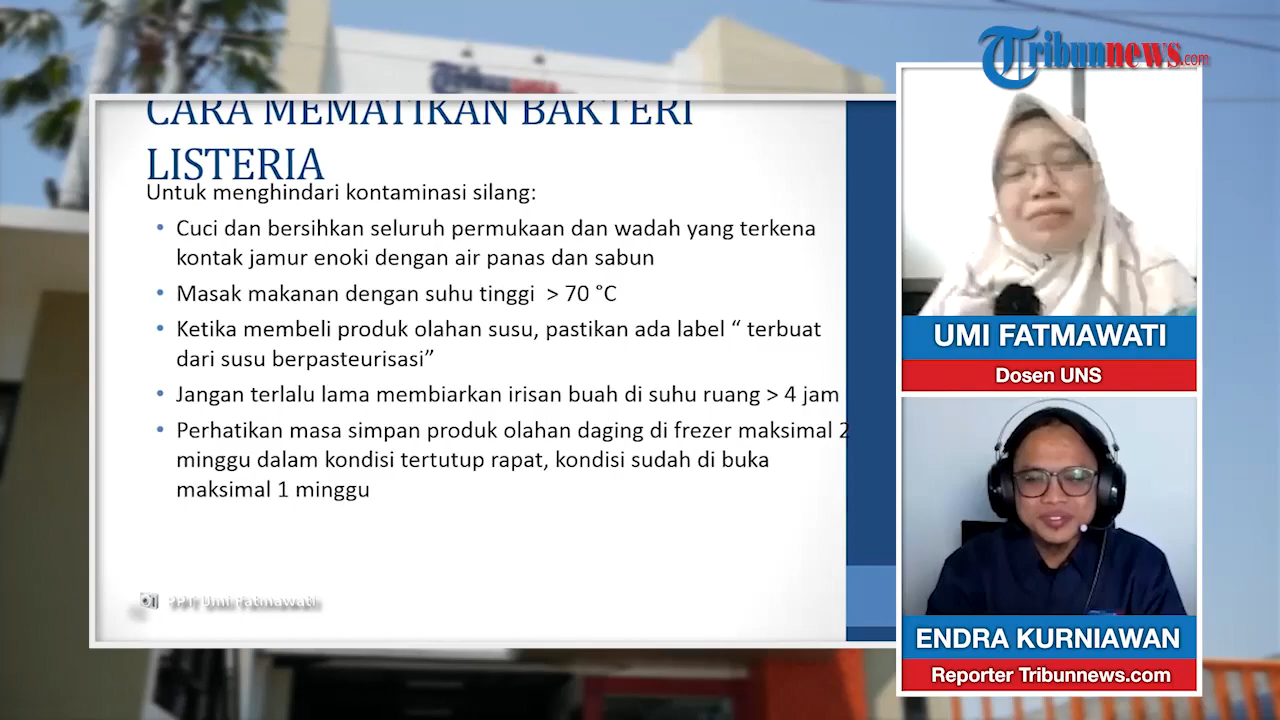 Tribunnews.com
CARA MEMATIKAN BAKTERI
LISTERIA
Untuk menghindari kontaminasi silang:
• Cuci dan bersihkan seluruh permukaan dan wadah yang terkena
kontak jamur enoki dengan air panas dan sabun
• Masak makanan dengan suhu tinggi > 70 °C
• Ketika membeli produk olahan susu, pastikan ada label “ terbuat
dari susu berpasteurisasi”
• Jangan terlalu lama membiarkan irisan buah di suhu ruang > 4 jam
• Perhatikan masa simpan produk olahan daging di frezer maksimal 2
minggu dalam kondisi tertutup rapat, kondisi sudah di buka
maksimal 1 minggu
PPT Umi Fatmawati
UMI FATMAWATI
Dosen UNS
ENDRA KURNIAWAN
Reporter Tribunnews.com